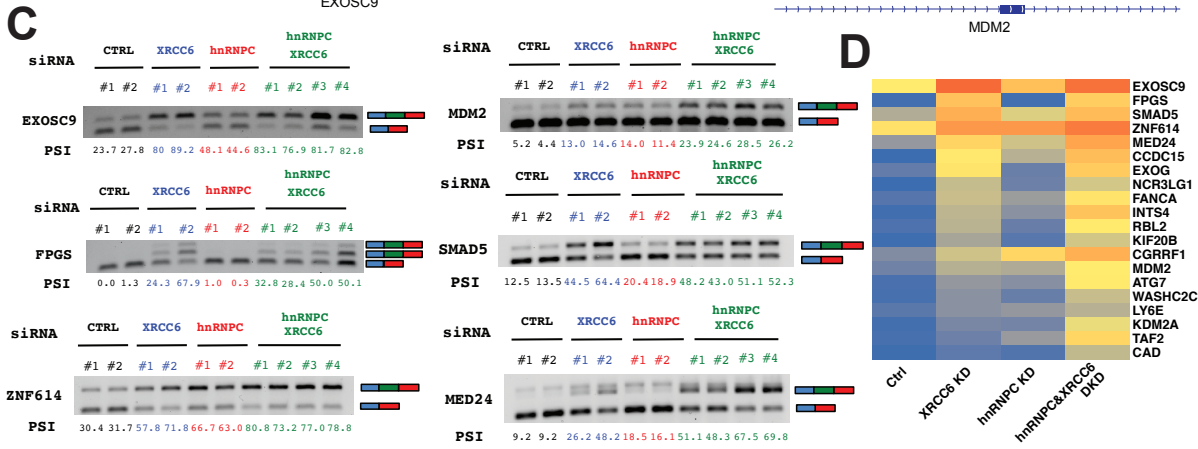 EXOSC9
MDM2
C
siRNA
CTRL XRCC6 hnRNPC hnRNPC XRCC6
#1 #2 #1 #2 #1 #2 #1 #2 #3 #4
EXOSC9
PSI 23.7 27.8 80 89.2 48.1 44.6 83.1 76.9 81.7 82.8
siRNA
CTRL XRCC6 hnRNPC hnRNPC XRCC6
#1 #2 #1 #2 #1 #2 #1 #2 #3 #4
FPGS
PSI 0.0 1.3 24.3 67.9 1.0 0.3 32.8 28.4 50.0 50.1
siRNA
CTRL XRCC6 hnRNPC hnRNPC XRCC6
#1 #2 #1 #2 #1 #2 #1 #2 #3 #4
ZNF614
PSI 30.4 31.7 57.8 71.8 66.7 63.0 80.8 73.2 77.0 78.8
siRNA
CTRL XRCC6 hnRNPC hnRNPC XRCC6
#1 #2 #1 #2 #1 #2 #1 #2 #3 #4
MDM2
PSI 5.2 4.4 13.0 14.6 14.0 11.4 23.9 24.6 28.5 26.2
siRNA
CTRL XRCC6 hnRNPC hnRNPC XRCC6
#1 #2 #1 #2 #1 #2 #1 #2 #3 #4
SMAD5
PSI 12.5 13.5 44.5 64.4 20.4 18.9 48.2 43.0 51.1 52.3
siRNA
CTRL XRCC6 hnRNPC hnRNPC XRCC6
#1 #2 #1 #2 #1 #2 #1 #2 #3 #4
MED24
PSI 9.2 9.2 26.2 48.2 18.5 16.1 51.1 48.3 67.5 69.8
D
EXOSC9
FPGS
SMAD5
ZNF614
MED24
CCDC15
EXOG
NCR3LG1
FANCA
INTS4
RBL2
KIF20B
CGRRF1
MDM2
ATG7
WASHC2C
LY6E
KDM2A
TAF2
CAD
Ctrl
XRCC6 KD
hnRNPC KD
hnRNPC&XRCC6
DKD